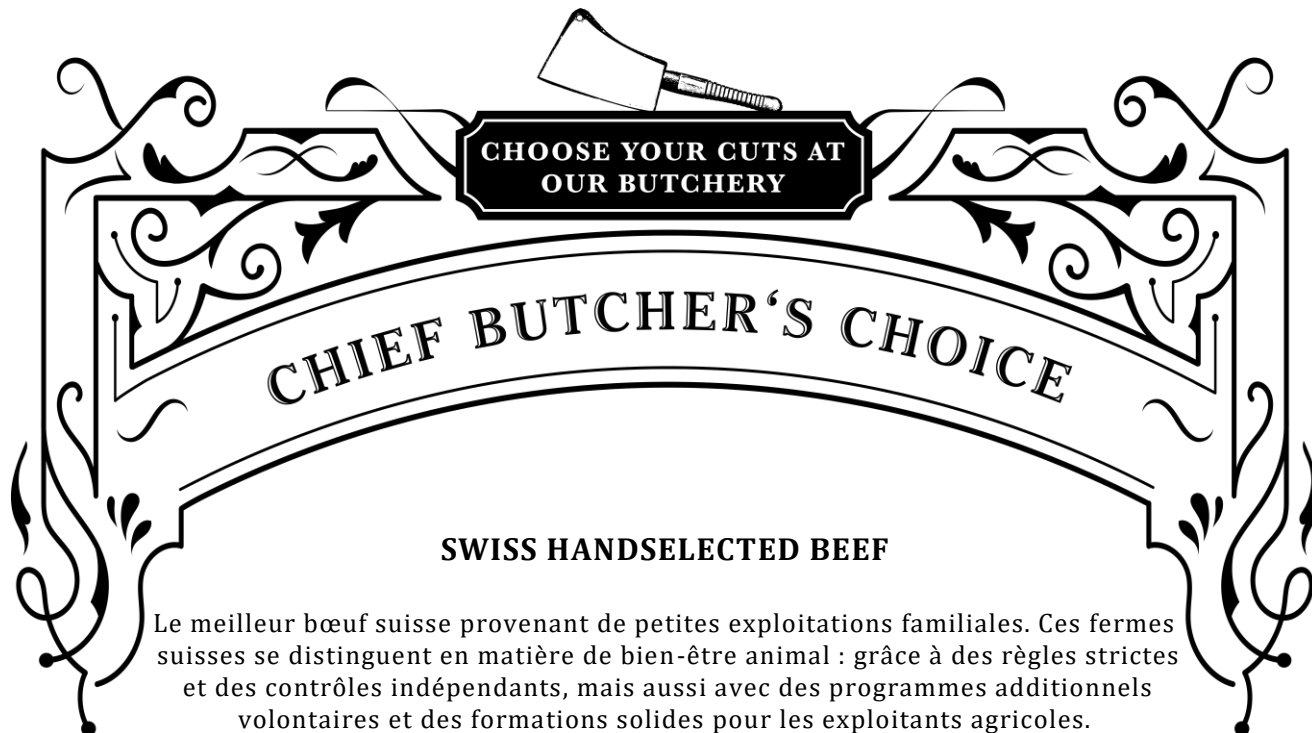 CHOOSE YOUR CUTS AT
OUR BUTCHERY
CHIEF BUTCHER‘S CHOICE
SWISS HANDSELECTED BEEF
Le meilleur bœuf suisse provenant de petites exploitations familiales. Ces fermes
suisses se distinguent en matière de bien-être animal : grâce à des règles strictes
et des contrôles indépendants, mais aussi avec des programmes additionnels
volontaires et des formations solides pour les exploitants agricoles.